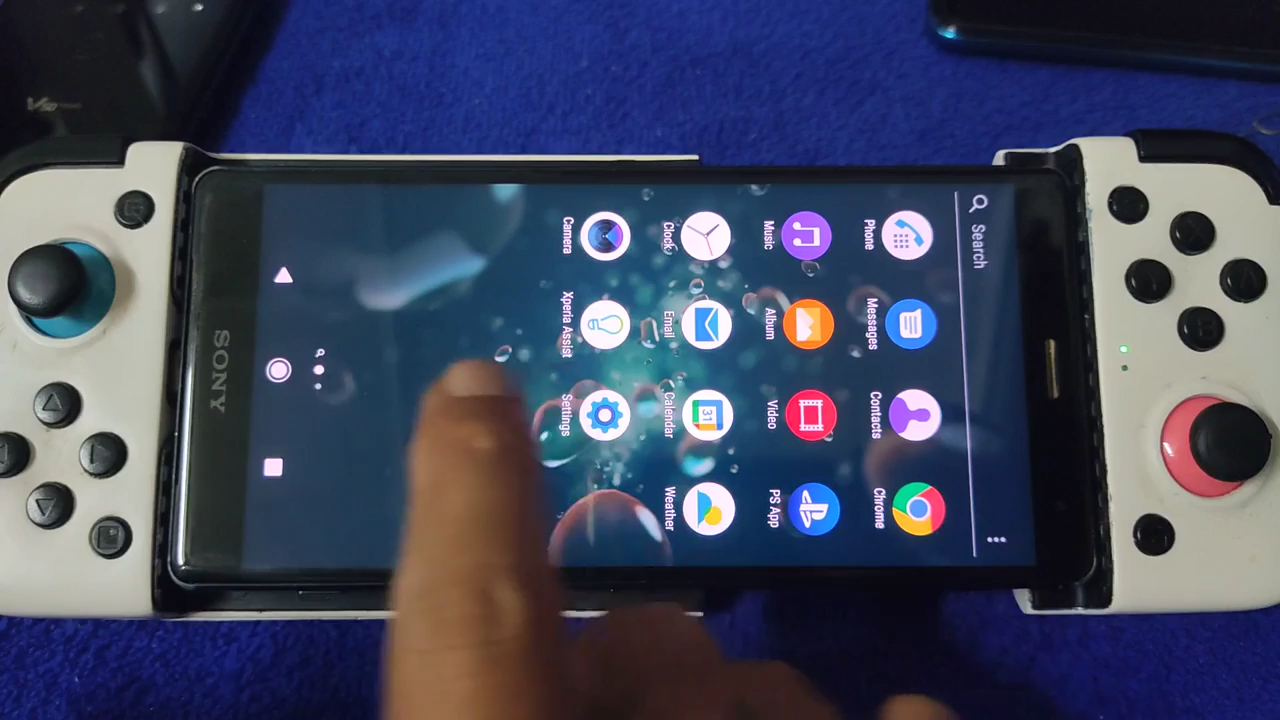 Search
Phone
Messages
Contacts
Chrome
Music
Album
Video
PS App
Clock
Email
Calendar
31
Weather
Camera
Xperia Assist
Settings
SONY